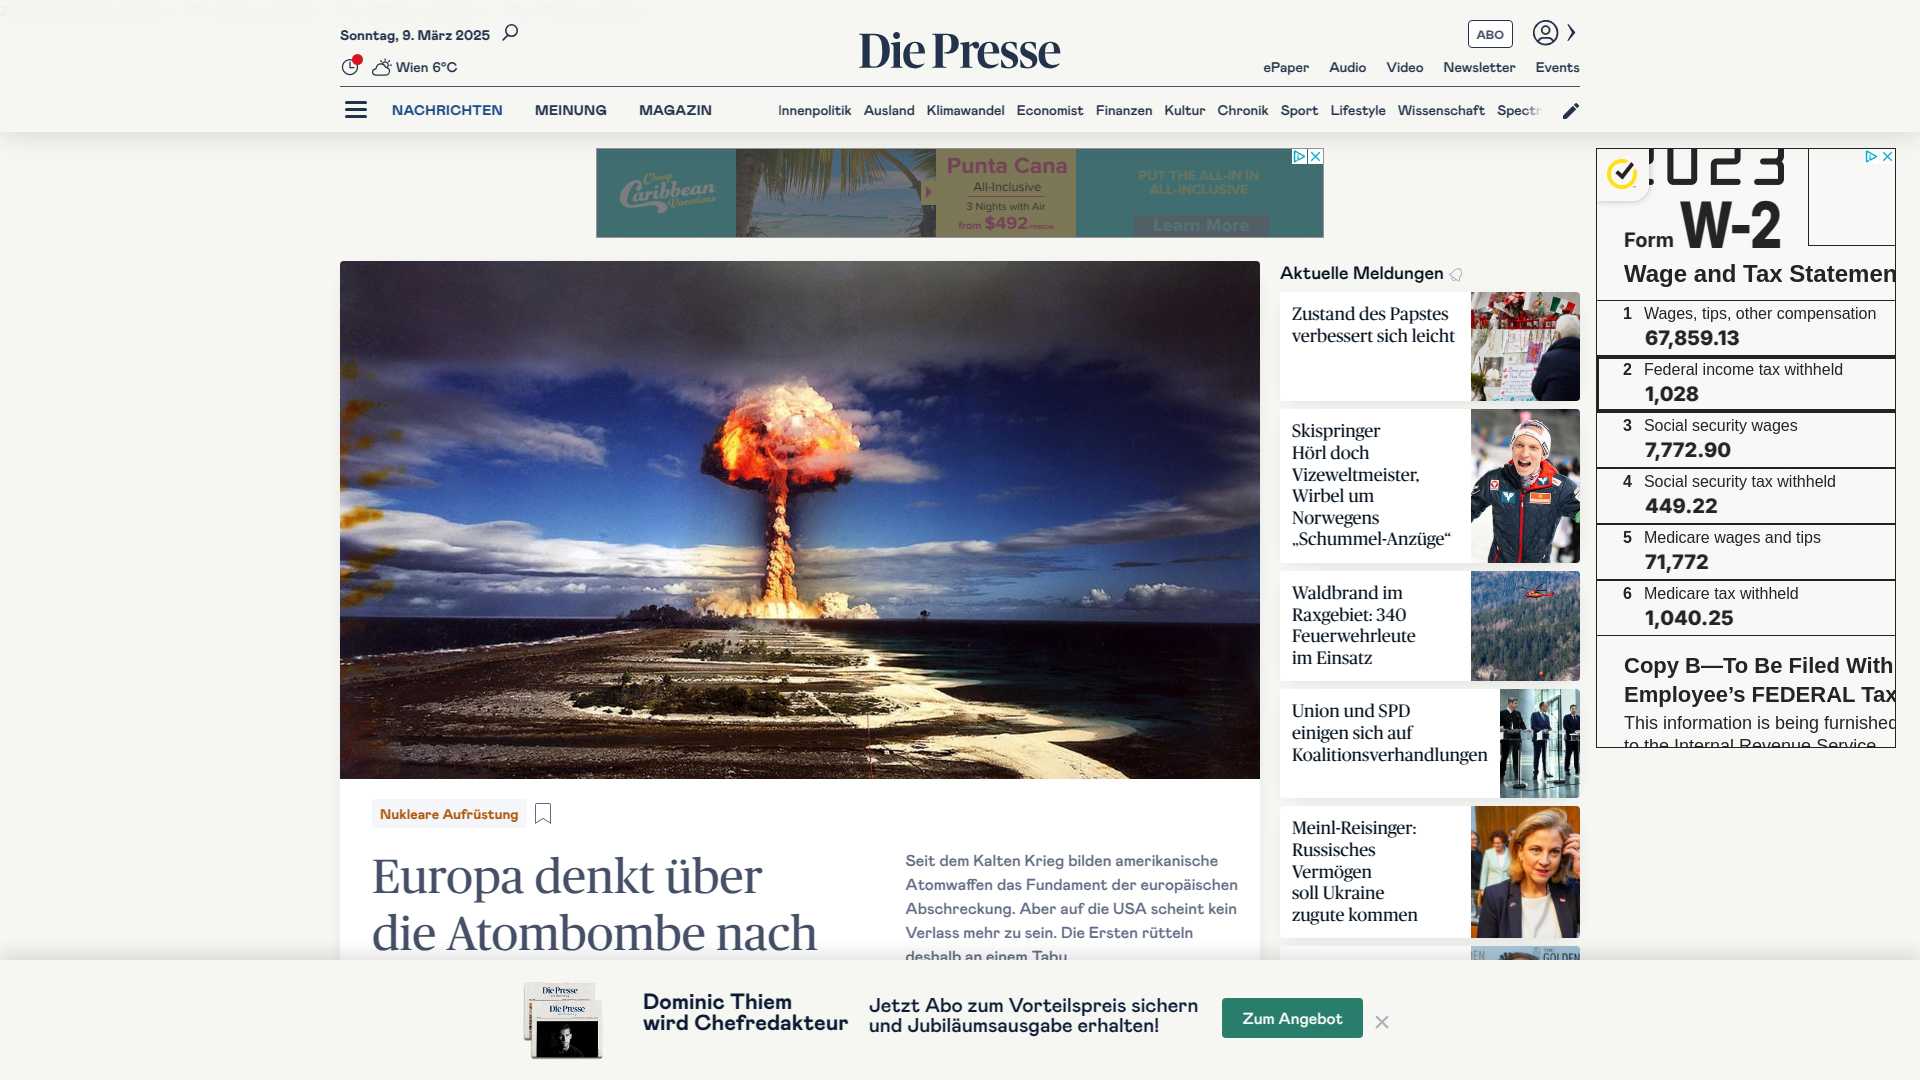 Sonntag, 9. März 2025
Die Presse
ABO
Wien 6°C
ePaper Audio Video Newsletter Events
NACHRICHTEN MEINUNG MAGAZIN
Innenpolitik Ausland Klimawandel Economist Finanzen Kultur Chronik Sport Lifestyle Wissenschaft Spectr
Cheap
Caribbean
Vacations
Punta Cana
All-Inclusive
3 Nights with Air
from $492
PUT THE ALL-IN IN
ALL-INCLUSIVE
Learn More
2023
Form W-2
Wage and Tax Statemen
1 Wages, tips, other compensation
67,859.13
2 Federal income tax withheld
1,028
3 Social security wages
7,772.90
4 Social security tax withheld
449.22
5 Medicare wages and tips
71,772
6 Medicare tax withheld
1,040.25
Copy B—To Be Filed With
Employee’s FEDERAL Tax
This information is being furnished
to the Internal Revenue Service
Aktuelle Meldungen
Zustand des Papstes
verbessert sich leicht
Skispringer
Hörl doch
Vizeweltmeister,
Wirbel um
Norwegens
„Schummel-Anzüge“
Waldbrand im
Raxgebiet: 340
Feuerwehrleute
im Einsatz
Union und SPD
einigen sich auf
Koalitionsverhandlungen
Meinl-Reisinger:
Russisches
Vermögen
soll Ukraine
zugute kommen
Nukleare Aufrüstung
Europa denkt über
die Atombombe nach
Seit dem Kalten Krieg bilden amerikanische
Atomwaffen das Fundament der europäischen
Abschreckung. Aber auf die USA scheint kein
Verlass mehr zu sein. Die Ersten rütteln
deshalb an einem Tabu.
Die Presse
Die Presse
Dominic Thiem
wird Chefredakteur
Jetzt Abo zum Vorteilspreis sichern
und Jubiläumsausgabe erhalten!
Zum Angebot